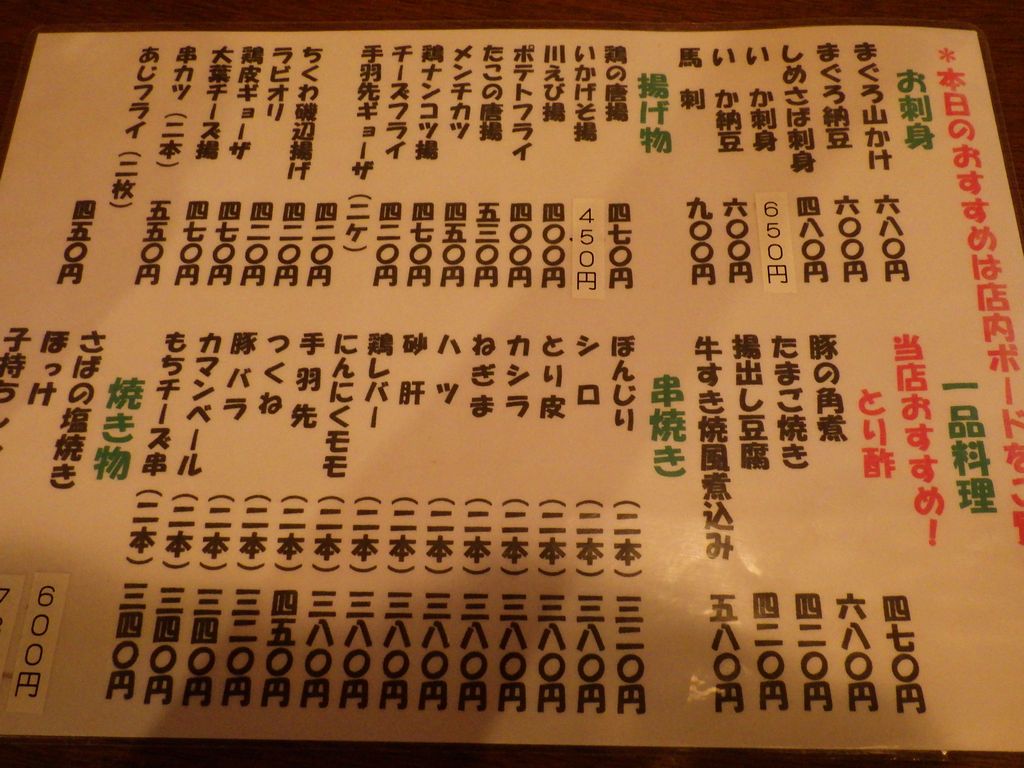 ＊本日のおすすめは店内ボードをご
お刺身
まぐろ山かけ 六八〇円
まぐろ納豆 六〇〇円
しめさば刺身 四八〇円
いか刺身 650円
いか納豆 六〇〇円
馬刺 九〇〇円
揚げ物
鶏の唐揚 四七〇円
いかげそ揚 450円
川えび揚 四〇〇円
ポテトフライ 四〇〇円
たこの唐揚 五三〇円
メンチカツ 四五〇円
鶏ナンコツ揚 四七〇円
チーズフライ 四二〇円
手羽先ギョーザ（二ケ） 四二〇円
ちくわ磯辺揚げ 四二〇円
ラビオリ 四二〇円
鶏皮ギョーザ 四七〇円
大葉チーズ揚 四七〇円
串カツ（二本） 五五〇円
あじフライ（二枚） 四五〇円
一品料理
当店おすすめ！
とり酢 四七〇円
豚の角煮 六八〇円
たまご焼き 四二〇円
揚出し豆腐 四二〇円
牛すき焼風煮込み 五八〇円
串焼き
ぼんじり（二本） 三二〇円
シロ（二本） 三八〇円
とり皮（二本） 三八〇円
カシラ（二本） 三八〇円
ねぎま（二本） 三八〇円
ハツ（二本） 三八〇円
砂肝（二本） 三八〇円
鶏レバー（二本） 三八〇円
にんにくモモ（二本） 三八〇円
手羽先（二本） 四五〇円
つくね（二本） 三二〇円
豚バラ（二本） 三四〇円
カマンベール（二本） 三四〇円
もちチーズ串（二本） 三四〇円
焼き物
さばの塩焼き 600円
ほっけ
子持ち